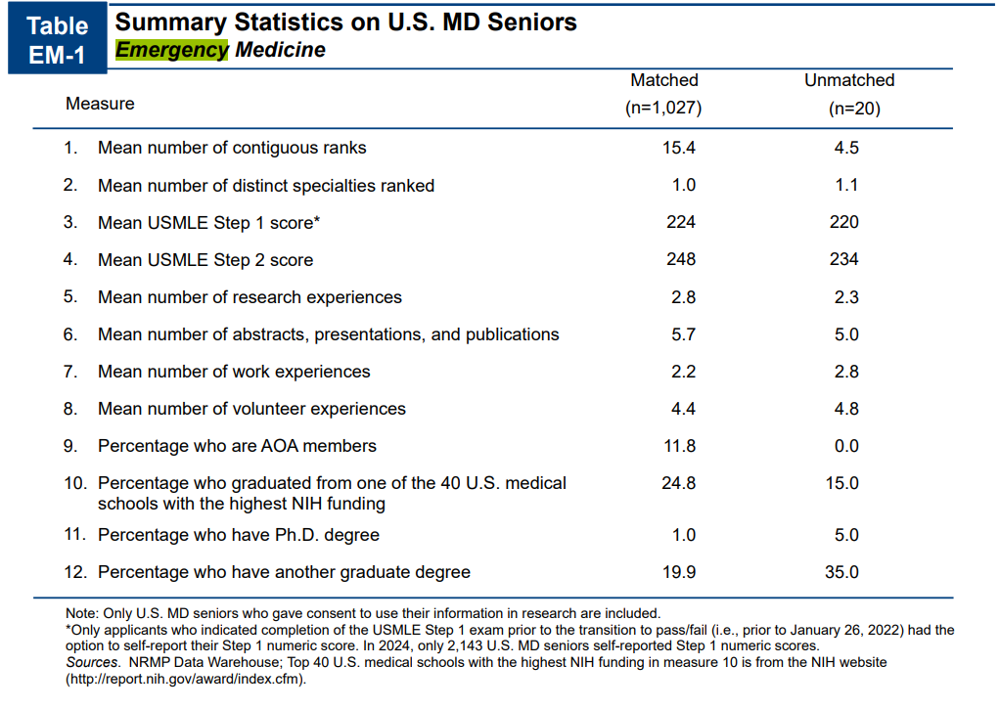 Table
EM-1
Summary Statistics on U.S. MD Seniors
Emergency Medicine
Measure
Matched
(n=1,027)
Unmatched
(n=20)
1. Mean number of contiguous ranks 15.4 4.5
2. Mean number of distinct specialties ranked 1.0 1.1
3. Mean USMLE Step 1 score* 224 220
4. Mean USMLE Step 2 score 248 234
5. Mean number of research experiences 2.8 2.3
6. Mean number of abstracts, presentations, and publications 5.7 5.0
7. Mean number of work experiences 2.2 2.8
8. Mean number of volunteer experiences 4.4 4.8
9. Percentage who are AOA members 11.8 0.0
10. Percentage who graduated from one of the 40 U.S. medical 24.8 15.0
schools with the highest NIH funding
11. Percentage who have Ph.D. degree 1.0 5.0
12. Percentage who have another graduate degree 19.9 35.0
Note: Only U.S. MD seniors who gave consent to use their information in research are included.
*Only applicants who indicated completion of the USMLE Step 1 exam prior to the transition to pass/fail (i.e., prior to January 26, 2022) had the
option to self-report their Step 1 numeric score. In 2024, only 2,143 U.S. MD seniors self-reported Step 1 numeric scores.
Sources. NRMP Data Warehouse; Top 40 U.S. medical schools with the highest NIH funding in measure 10 is from the NIH website
(http://report.nih.gov/award/index.cfm).